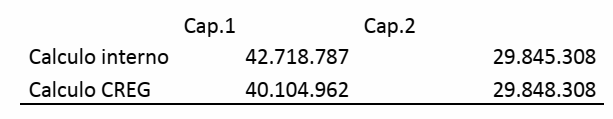 Cap.1 Cap.2
Calculo interno 42.718.787 29.845.308
Calculo CREG 40.104.962 29.848.308